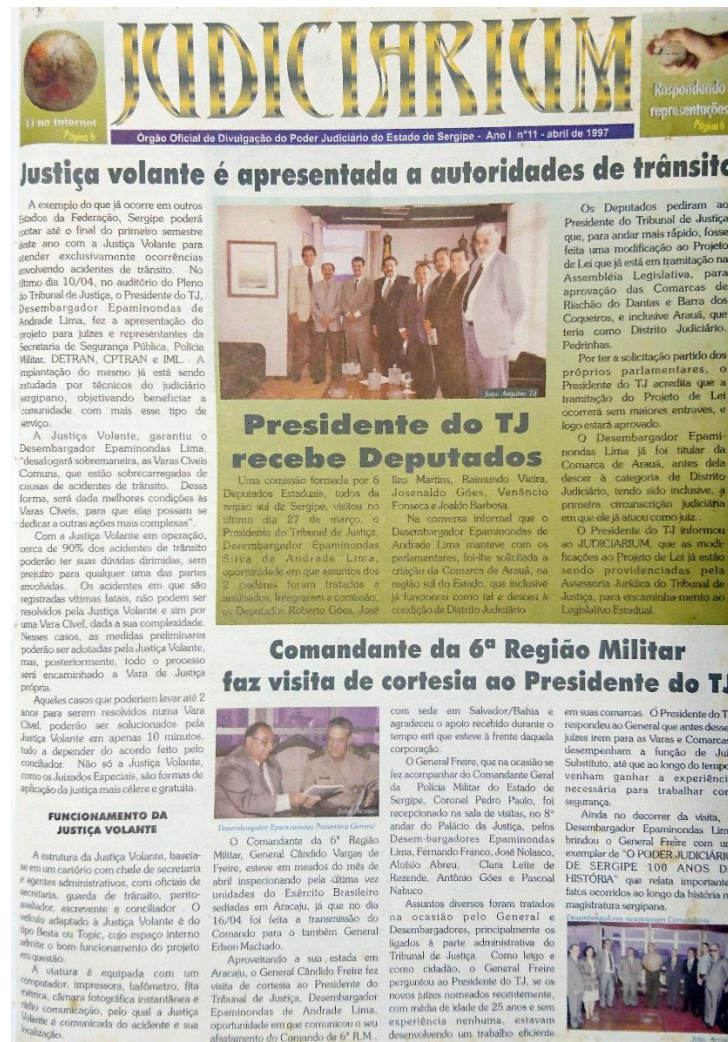 JUDICIARIUM
TJ na Internet
Página 6
Respondendo
representações
Página 6
Órgão Oficial de Divulgação do Poder Judiciário do Estado de Sergipe - Ano I nº11 - abril de 1997
Justiça volante é apresentada a autoridades de trânsito
A exemplo do que já ocorre em outros
Estados da Federação, Sergipe poderá
contar até o final do primeiro semestre
deste ano com a Justiça Volante para
atender exclusivamente ocorrências
envolvendo acidentes de trânsito. No
último dia 10/04, no auditório do Pleno
do Tribunal de Justiça, o Presidente do TJ,
Desembargador Epaminondas de
Andrade Lima, fez a apresentação do
projeto para juízes e representantes da
Secretaria de Segurança Pública, Polícia
Militar, DETRAN, CPTRAN e IML. A
implantação do mesmo já está sendo
estudada por técnicos do judiciário
sergipano, objetivando beneficiar a
comunidade com mais esse tipo de
serviço.
A Justiça Volante, garantiu o
Desembargador Epaminondas Lima,
"desafogará sobremaneira, as Varas Cíveis
Comuns, que estão sobrecarregadas de
causas de acidentes de trânsito. Dessa
forma, será dada melhores condições às
Varas Cíveis, para que elas possam se
dedicar a outras ações mais complexas".
Com a Justiça Volante em operação,
cerca de 90% dos acidentes de trânsito
poderão ter suas dúvidas dirimidas, sem
prejuízo para qualquer uma das partes
envolvidas. Os acidentes em que são
registradas vítimas fatais, não podem ser
resolvidos pela Justiça Volante e sim por
uma Vara Cível, dada a sua complexidade.
Nesses casos, as medidas preliminares
poderão ser adotadas pela Justiça Volante,
mas, posteriormente, todo o processo
será encaminhado a Vara de Justiça
própria.
Aqueles casos que poderiam levar até 2
anos para serem resolvidos numa Vara
Cível, poderão ser solucionados pela
Justiça Volante em apenas 10 minutos,
tudo a depender do acordo feito pelo
conciliador. Não só a Justiça Volante,
como os Juizados Especiais, são formas de
aplicação da justiça mais célere e gratuita.
FUNCIONAMENTO DA
JUSTIÇA VOLANTE
A estrutura da Justiça Volante, baseia-
se em um cartório com chefe de secretaria
e agentes administrativos, com oficiais de
secretaria, guarda de trânsito, perito-
avaliador, escrevente e conciliador. O
veículo adaptado à Justiça Volante é do
tipo Besta ou Topic, cujo espaço interno
admite o bom funcionamento do projeto
em questão.
A viatura é equipada com um
computador, impressora, bafômetro, fita
métrica, câmara fotográfica instantânea e
rádio comunicação, pelo qual a Justiça
Volante é comunicada do acidente e sua
localização.
foto: Arquivo TJ
Presidente do TJ
recebe Deputados
Uma comissão formada por 6
Deputados Estaduais, todos da
região sul de Sergipe, visitou no
último dia 27 de março, o
Presidente do Tribunal de Justiça,
Desembargador Epaminondas
Silva de Andrade Lima,
oportunidade em que assuntos dos
2 poderes foram tratados e
analisados. Integraram a comissão,
os Deputados Roberto Góes, José
Ilzo Martins, Raimundo Vieira,
Josenaldo Góes, Venâncio
Fonseca e Joaldo Barbosa.
Na conversa informal que o
Desembargador Epaminondas de
Andrade Lima manteve com os
parlamentares, foi-lhe solicitada a
criação da Comarca de Arauá, na
região sul do Estado, que inclusive
já funcionou como tal e desceu à
condição de Distrito Judiciário
Os Deputados pediram ao
Presidente do Tribunal de Justiça
que, para andar mais rápido, fosse
feita uma modificação ao Projeto
de Lei que já está em tramitação na
Assembléia Legislativa, para
aprovação das Comarcas de
Riachão do Dantas e Barra dos
Coqueiros, e inclusive Arauá, que
teria como Distrito Judiciário.
Pedrinhas.
Por ter a solicitação partido dos
próprios parlamentares, o
Presidente do TJ acredita que a
tramitação do Projeto de Lei
ocorrerá sem maiores entraves, e
logo estará aprovado.
O Desembargador Epami-
nondas Lima já foi titular da
Comarca de Arauá, antes dela
descer à categoria de Distrito
Judiciário, tendo sido inclusive, a
primeira circunscrição judiciária
em que ele já atuou como juiz.
O Presidente do TJ informou
ao JUDICIARIUM, que as modi-
ficações ao Projeto de Lei já estão
sendo providenciadas pela
Assessoria Jurídica do Tribunal de
Justiça, para encaminha-mento ao
Legislativo Estadual.
Comandante da 6ª Região Militar
faz visita de cortesia ao Presidente do TJ
Desembargador Epaminondas Presenteia General
O Comandante da 6ª Região
Militar, General Cândido Vargas de
Freire, esteve em meados do mês de
abril inspecionando pela última vez
unidades do Exército Brasileiro
sediadas em Aracaju, já que no dia
16/04 foi feita a transmissão do
Comando para o também General
Edson Machado.
Aproveitando a sua estada em
Aracaju, o General Cândido Freire fez
visita de cortesia ao Presidente do
Tribunal de Justiça, Desembargador
Epaminondas de Andrade Lima,
oportunidade em que comunicou o seu
afastamento do Comando da 6ª R.M.,
com sede em Salvador/Bahia e
agradeceu o apoio recebido durante o
tempo em que esteve à frente daquela
corporação.
O General Freire, que na ocasião se
fez acompanhar do Comandante Geral
da Polícia Militar do Estado de
Sergipe, Coronel Pedro Paulo, foi
recepcionado na sala de visitas, no 8º
andar do Palácio da Justiça, pelos
Desem-bargadores Epaminondas
Lima, Fernando Franco, José Nolasco,
Aloísio Abreu, Clara Leite de
Rezende, Antônio Góes e Pascoal
Nabuco
Assuntos diversos foram tratados
na ocasião pelo General e
Desembargadores, principalmente os
ligados à parte administrativa do
Tribunal de Justiça. Como leigo e
como cidadão, o General Freire
perguntou ao Presidente do TJ, se os
novos juízes nomeados recentemente,
com média de idade de 25 anos e sem
experiência nenhuma, estavam
desenvolvendo um trabalho eficiente
em suas comarcas. O Presidente do TJ
respondeu ao General que antes desses
juízes irem para as Varas e Comarcas
desempenham a função de Juiz
Substituto, até que ao longo do tempo
venham ganhar a experiência
necessária para trabalhar com
segurança.
Ainda no decorrer da visita, o
Desembargador Epaminondas Lima
brindou o General Freire com um
exemplar de "O PODER JUDICIÁRIO
DE SERGIPE 100 ANOS DE
HISTÓRIA" que relata importantes
fatos ocorridos ao longo da história na
magistratura sergipana.
Desembargadores recepcionam Comandante